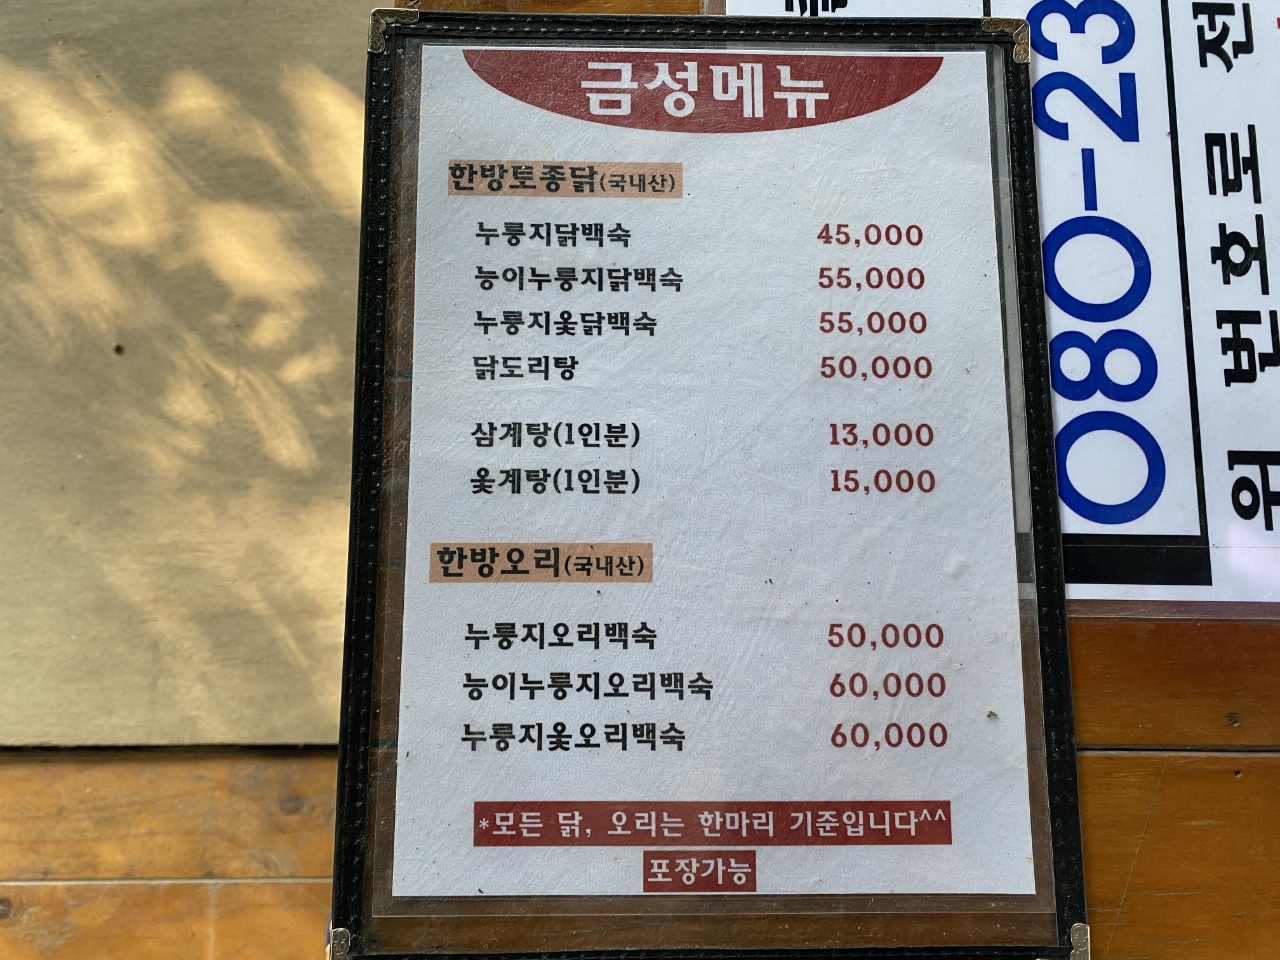 금성메뉴
한방토종닭(국내산)
누룽지닭백숙 45,000
능이누룽지닭백숙 55,000
누룽지옻닭백숙 55,000
닭도리탕 50,000
삼계탕(1인분) 13,000
옻계탕(1인분) 15,000
한방오리(국내산)
누룽지오리백숙 50,000
능이누룽지오리백숙 60,000
누룽지옻오리백숙 60,000
*모든 닭, 오리는 한마리 기준입니다^^
포장가능
080-23
위 번호로 전